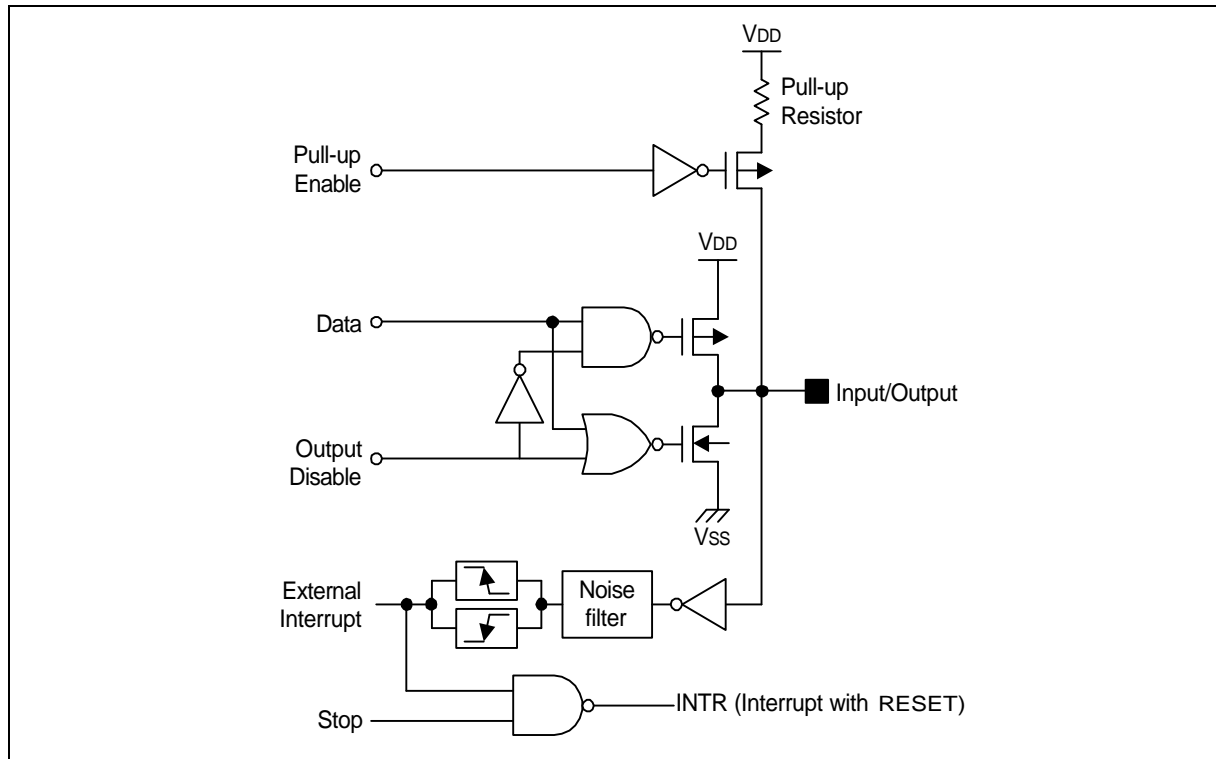 VDD
Pull-up
Resistor
Pull-up
Enable
VDD
Data
Input/Output
Output
Disable
VSS
External
Interrupt
Noise
filter
INTR (Interrupt with RESET)
Stop